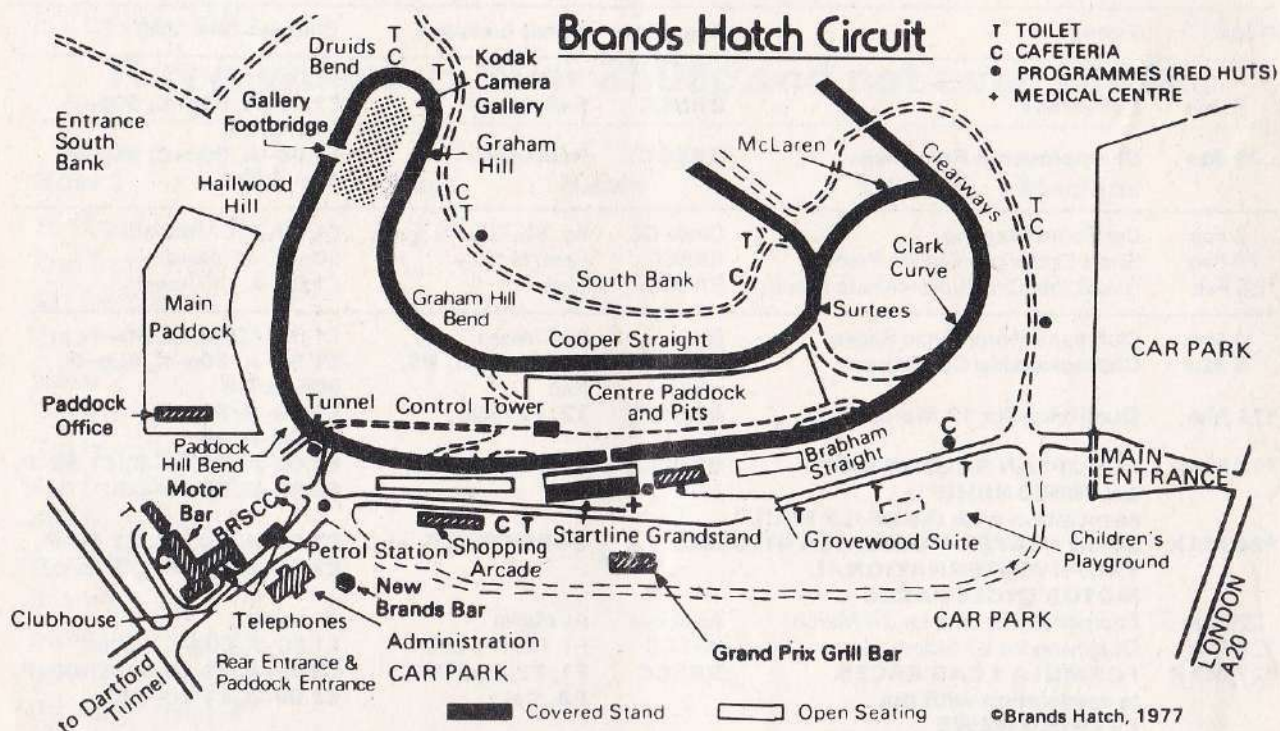 Brands Hatch Circuit
T TOILET
C CAFETERIA
● PROGRAMMES (RED HUTS)
+ MEDICAL CENTRE
Druids
Bend
T
C
T
Kodak
Camera
Gallery
Gallery
Footbridge
Entrance
South
Bank
Graham
Hill
Hailwood
Hill
McLaren
Clearways
T
C
C
T
T
C
Clark
Curve
South Bank
Main
Paddock
Graham Hill
Bend
Surtees
Cooper Straight
CAR PARK
Centre Paddock
and Pits
Paddock
Office
Tunnel
Control Tower
Paddock
Hill Bend
Brabham
Straight
C
MAIN
ENTRANCE
Motor
Bar
BRSCC
C
T
C
Petrol Station
Shopping
Arcade
C T
T
Startline Grandstand
T
T
Grovewood Suite
Children's
Playground
New
Brands Bar
Clubhouse
Telephones
Administration
CAR PARK
Rear Entrance &
Paddock Entrance
CAR PARK
Grand Prix Grill Bar
LONDON
A20
to Dartford
Tunnel
Covered Stand
Open Seating
©Brands Hatch, 1977